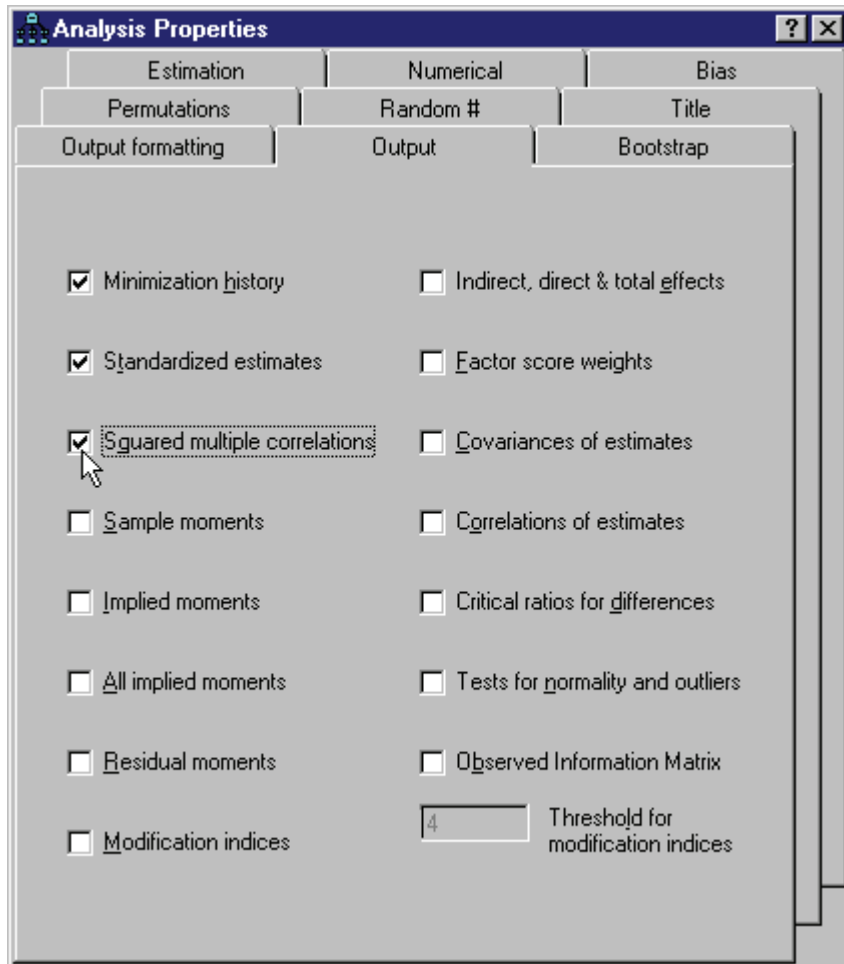 Analysis Properties
Estimation Numerical Bias
Permutations Random # Title
Output formatting Output Bootstrap
Minimization history
Indirect, direct & total effects
Standardized estimates
Factor score weights
Squared multiple correlations
Covariances of estimates
Sample moments
Correlations of estimates
Implied moments
Critical ratios for differences
All implied moments
Tests for normality and outliers
Residual moments
Observed Information Matrix
Modification indices
4
Threshold for
modification indices